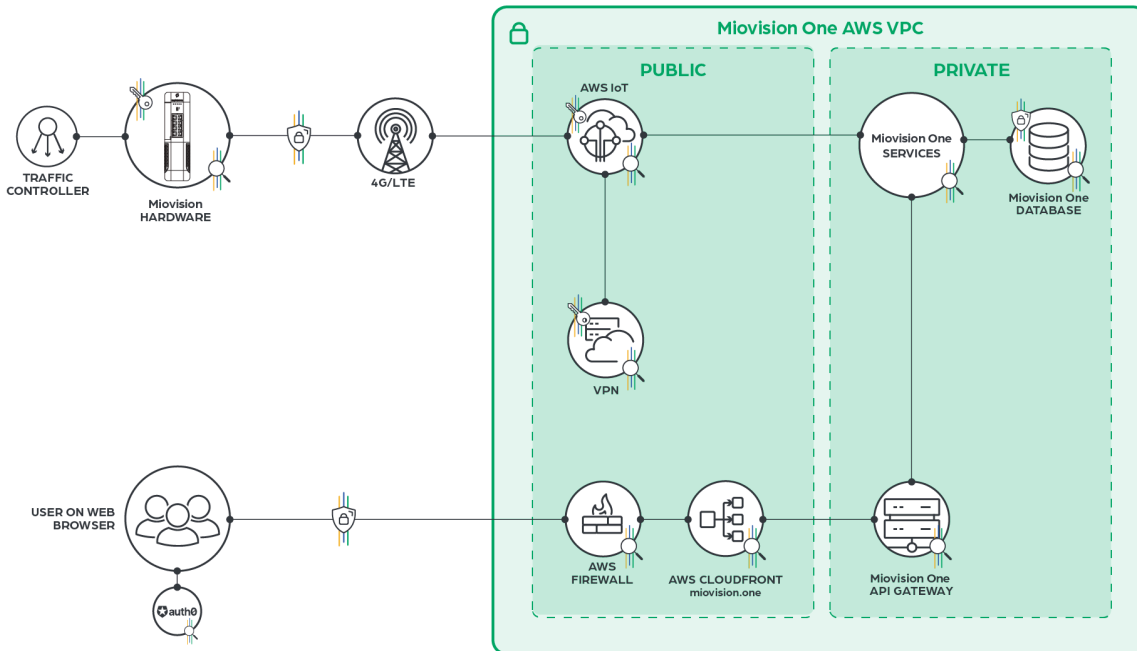 Miovision One AWS VPC
PUBLIC
PRIVATE
AWS IoT
Miovision One
SERVICES
TRAFFIC
CONTROLLER
Miovision
HARDWARE
4G/LTE
Miovision One
DATABASE
VPN
USER ON WEB
BROWSER
auth0
AWS
FIREWALL
AWS CLOUDFRONT
miovision.one
Miovision One
API GATEWAY